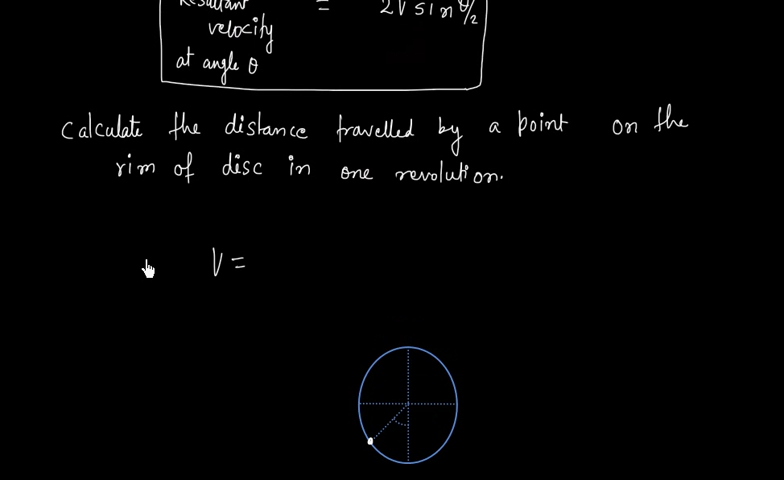 Resultant = 2V sin θ/2
velocity
at angle θ
Calculate the distance travelled by a point on the
rim of disc in one revolution.
V =